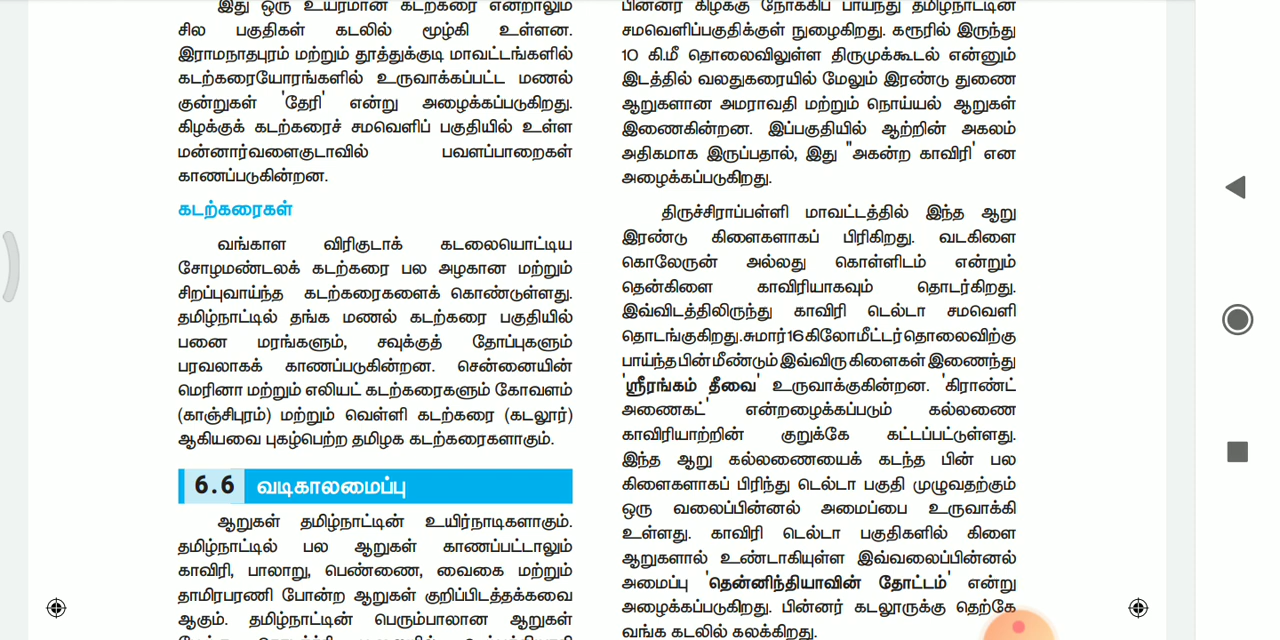 இது ஒரு உயரமான கடற்கரை என்றாலும்
சில பகுதிகள் கடலில் மூழ்கி உள்ளன.
இராமநாதபுரம் மற்றும் தூத்துக்குடி மாவட்டங்களில்
கடற்கரையோரங்களில் உருவாக்கப்பட்ட மணல்
குன்றுகள் 'தேரி' என்று அழைக்கப்படுகிறது.
கிழக்குக் கடற்கரைச் சமவெளிப் பகுதியில் உள்ள
மன்னார்வளைகுடாவில் பவளப்பாறைகள்
காணப்படுகின்றன.
கடற்கரைகள்
வங்காள விரிகுடாக் கடலையொட்டிய
சோழமண்டலக் கடற்கரை பல அழகான மற்றும்
சிறப்புவாய்ந்த கடற்கரைகளைக் கொண்டுள்ளது.
தமிழ்நாட்டில் தங்க மணல் கடற்கரை பகுதியில்
பனை மரங்களும், சவுக்குத் தோப்புகளும்
பரவலாகக் காணப்படுகின்றன. சென்னையின்
மெரினா மற்றும் எலியட் கடற்கரைகளும் கோவளம்
(காஞ்சிபுரம்) மற்றும் வெள்ளி கடற்கரை (கடலூர்)
ஆகியவை புகழ்பெற்ற தமிழக கடற்கரைகளாகும்.
6.6 வடிகாலமைப்பு
ஆறுகள் தமிழ்நாட்டின் உயிர்நாடிகளாகும்.
தமிழ்நாட்டில் பல ஆறுகள் காணப்பட்டாலும்
காவிரி, பாலாறு, பெண்ணை, வைகை மற்றும்
தாமிரபரணி போன்ற ஆறுகள் குறிப்பிடத்தக்கவை
ஆகும். தமிழ்நாட்டின் பெரும்பாலான ஆறுகள்
பின்னர் கிழக்கு நோக்கிப் பாய்ந்து தமிழ்நாட்டின்
சமவெளிப்பகுதிக்குள் நுழைகிறது. கரூரில் இருந்து
10 கி.மீ தொலைவிலுள்ள திருமுக்கூடல் என்னும்
இடத்தில் வலதுகரையில் மேலும் இரண்டு துணை
ஆறுகளான அமராவதி மற்றும் நொய்யல் ஆறுகள்
இணைகின்றன. இப்பகுதியில் ஆற்றின் அகலம்
அதிகமாக இருப்பதால், இது "அகன்ற காவிரி' என
அழைக்கப்படுகிறது.
திருச்சிராப்பள்ளி மாவட்டத்தில் இந்த ஆறு
இரண்டு கிளைகளாகப் பிரிகிறது. வடகிளை
கொலேருன் அல்லது கொள்ளிடம் என்றும்
தென்கிளை காவிரியாகவும் தொடர்கிறது.
இவ்விடத்திலிருந்து காவிரி டெல்டா சமவெளி
தொடங்குகிறது.சுமார்16கிலோமீட்டர்தொலைவிற்கு
பாய்ந்தபின்மீண்டும்இவ்விருகிளைகள்இணைந்து
'ஸ்ரீரங்கம் தீவை' உருவாக்குகின்றன. 'கிராண்ட்
அணைகட்' என்றழைக்கப்படும் கல்லணை
காவிரியாற்றின் குறுக்கே கட்டப்பட்டுள்ளது.
இந்த ஆறு கல்லணையைக் கடந்த பின் பல
கிளைகளாகப் பிரிந்து டெல்டா பகுதி முழுவதற்கும்
ஒரு வலைப்பின்னல் அமைப்பை உருவாக்கி
உள்ளது. காவிரி டெல்டா பகுதிகளில் கிளை
ஆறுகளால் உண்டாகியுள்ள இவ்வலைப்பின்னல்
அமைப்பு 'தென்னிந்தியாவின் தோட்டம்' என்று
அழைக்கப்படுகிறது. பின்னர் கடலூருக்கு தெற்கே
வங்க கடலில் கலக்கிறது.